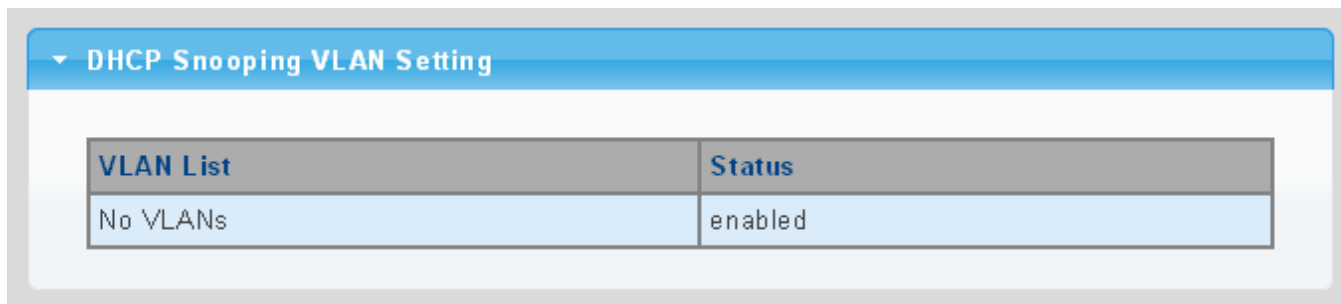 DHCP Snooping VLAN Setting
VLAN List Status
No VLANs enabled